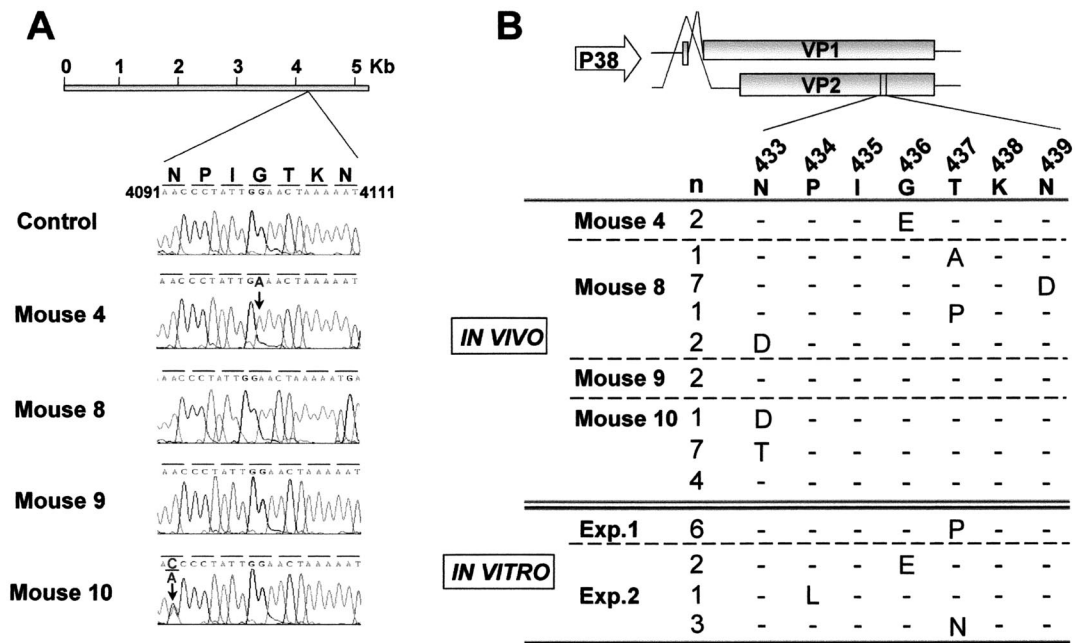 A
0 1 2 3 4 5 Kb
N P I G T K N
4091 AACCCTATTGGAACTAAAAAT 4111
Control
AACCCTATTGAAACTAAAAAT
Mouse 4
AACCCTATTGGAACTAAAAATGA
Mouse 8
AACCCTATTGGAACTAAAAAT
Mouse 9
ACCCCTATTGGAACTAAAAAT
A
Mouse 10
B
P38
VP1
VP2
433 434 435 436 437 438 439
n N P I G T K N
Mouse 4 2 - - - E - - -
1 - - - - A - -
Mouse 8 7 - - - - - - D
1 - - - - P - -
IN VIVO
2 D - - - - - -
Mouse 9 2 - - - - - - -
Mouse 10 1 D - - - - - -
7 T - - - - - -
4 - - - - - - -
Exp.1 6 - - - - P - -
IN VITRO
2 - - - E - - -
Exp.2 1 - L - - - - -
3 - - - - N - -